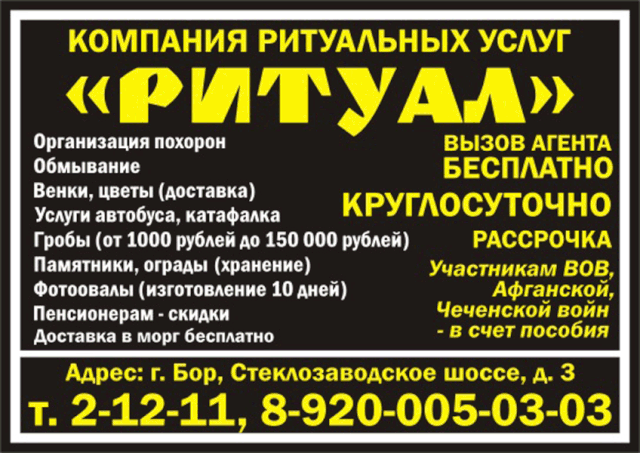 КОМПАНИЯ РИТУАЛЬНЫХ УСЛУГ
«РИТУАЛ»
Организация похорон
Обмывание
Венки, цветы (доставка)
Услуги автобуса, катафалка
Гробы (от 1000 рублей до 150 000 рублей)
Памятники, ограды (хранение)
Фотоовалы (изготовление 10 дней)
Пенсионерам - скидки
Доставка в морг бесплатно
ВЫЗОВ АГЕНТА
БЕСПЛАТНО
КРУГЛОСУТОЧНО
РАССРОЧКА
Участникам ВОВ,
Афганской,
Чеченской войн
- в счет пособия
Адрес: г. Бор, Стеклозаводское шоссе, д. 3
т. 2-12-11, 8-920-005-03-03